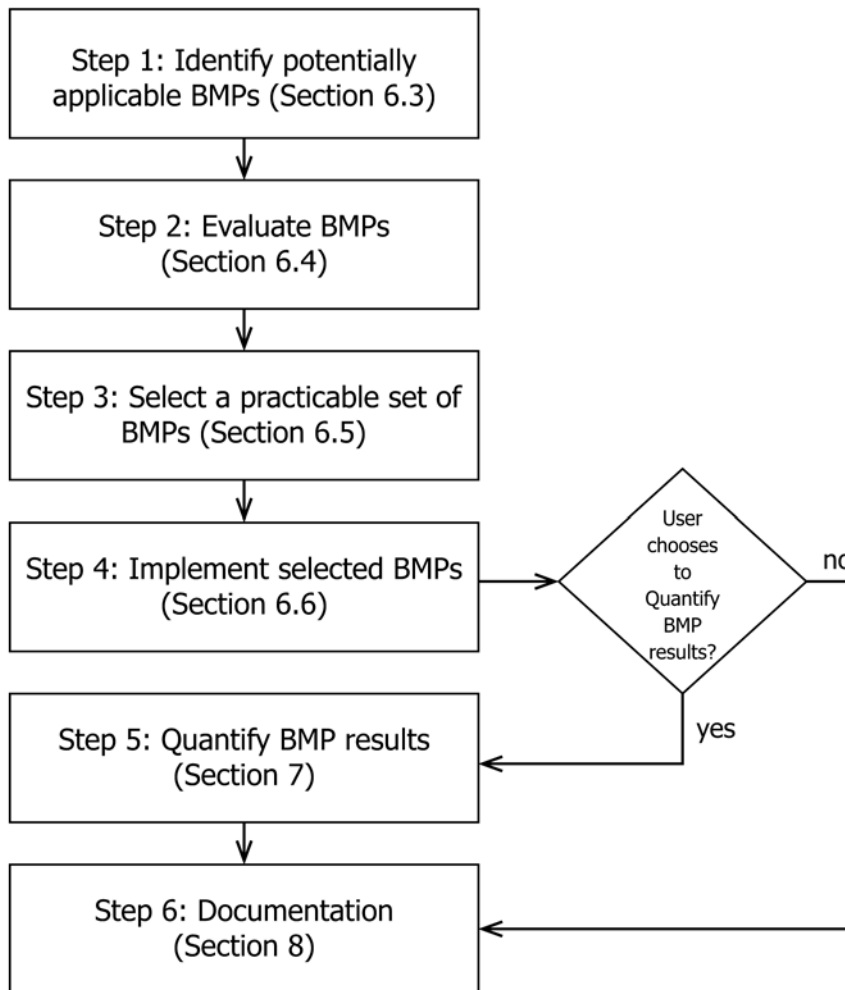 Step 1: Identify potentially
applicable BMPs (Section 6.3)
Step 2: Evaluate BMPs
(Section 6.4)
Step 3: Select a practicable set of
BMPs (Section 6.5)
Step 4: Implement selected BMPs
(Section 6.6)
User
chooses
to
Quantify
BMP
results?
no
yes
Step 5: Quantify BMP results
(Section 7)
Step 6: Documentation
(Section 8)